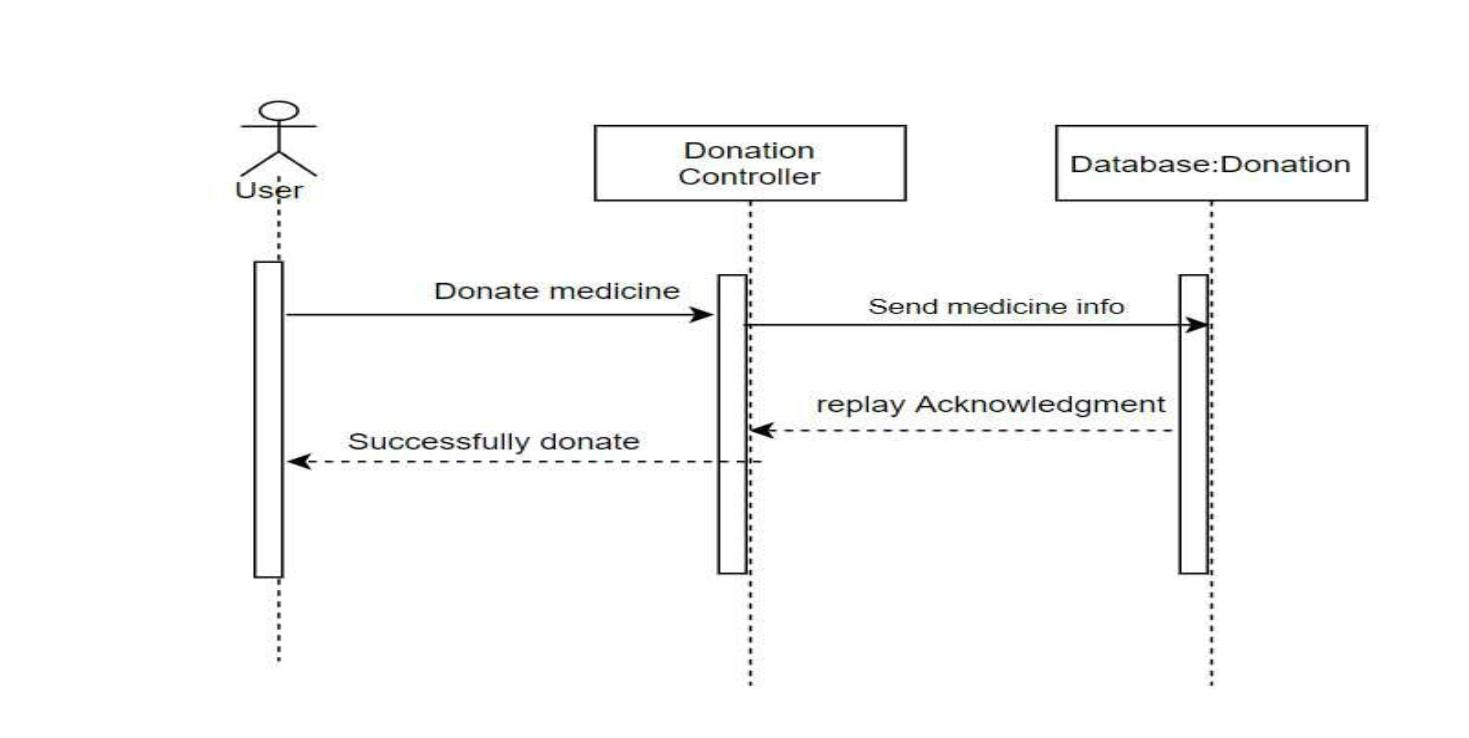 User
Donation
Controller
Database:Donation
Donate medicine
Send medicine info
replay Acknowledgment
Successfully donate